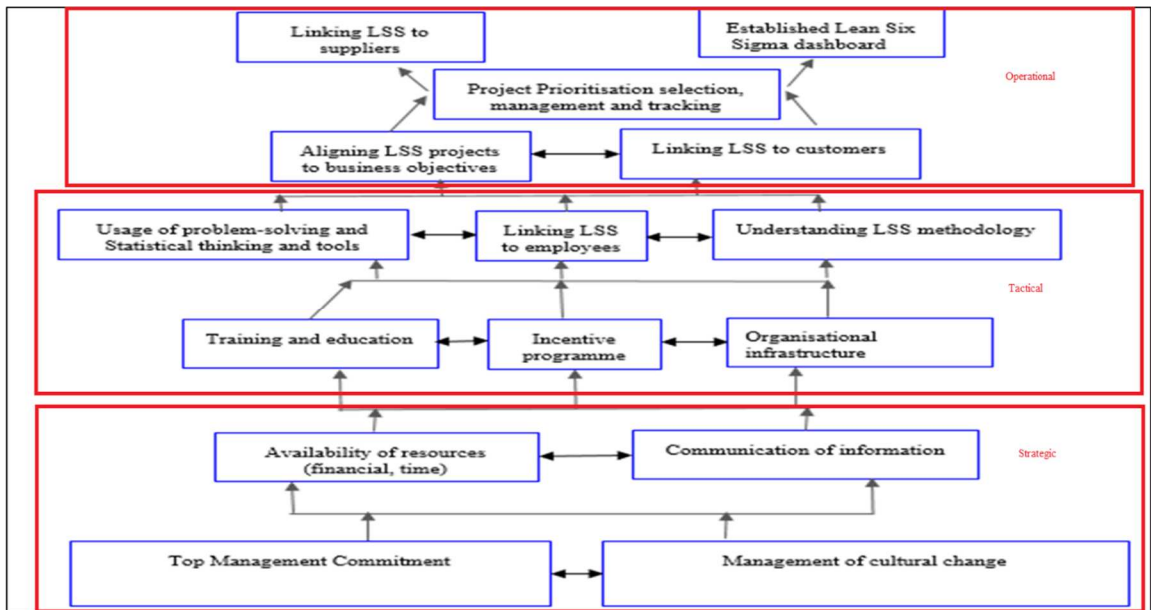 Linking LSS to
suppliers
Established Lean Six
Sigma dashboard
Operational
Project Prioritisation selection,
management and tracking
Aligning LSS projects
to business objectives
Linking LSS to customers
Usage of problem-solving and
Statistical thinking and tools
Linking LSS
to employees
Understanding LSS methodology
Tactical
Training and education
Incentive
programme
Organisational
infrastructure
Availability of resources
(financial, time)
Communication of information
Strategic
Top Management Commitment
Management of cultural change